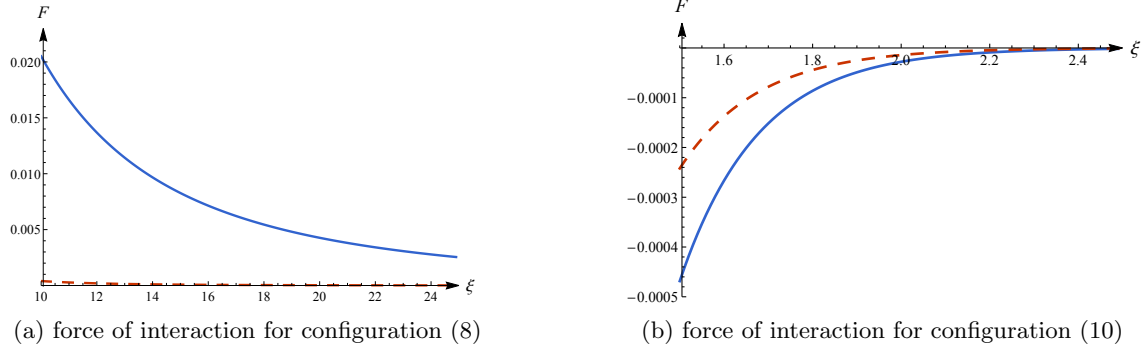 F
0.020
0.015
0.010
0.005
10 12 14 16 18 20 22 24 ξ
(a) force of interaction for configuration (8)
F
1.6 1.8 2.0 2.2 2.4 ξ
−0.0001
−0.0002
−0.0003
−0.0004
−0.0005
(b) force of interaction for configuration (10)